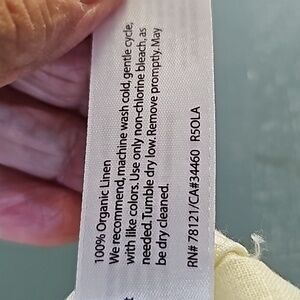 100% Organic Linen
We recommend, machine wash cold, gentle cycle,
with like colors. Use only non-chlorine bleach, as
needed. Tumble dry low. Remove promptly. May
be dry cleaned.
RN# 78121/CA#34460 R5OLA